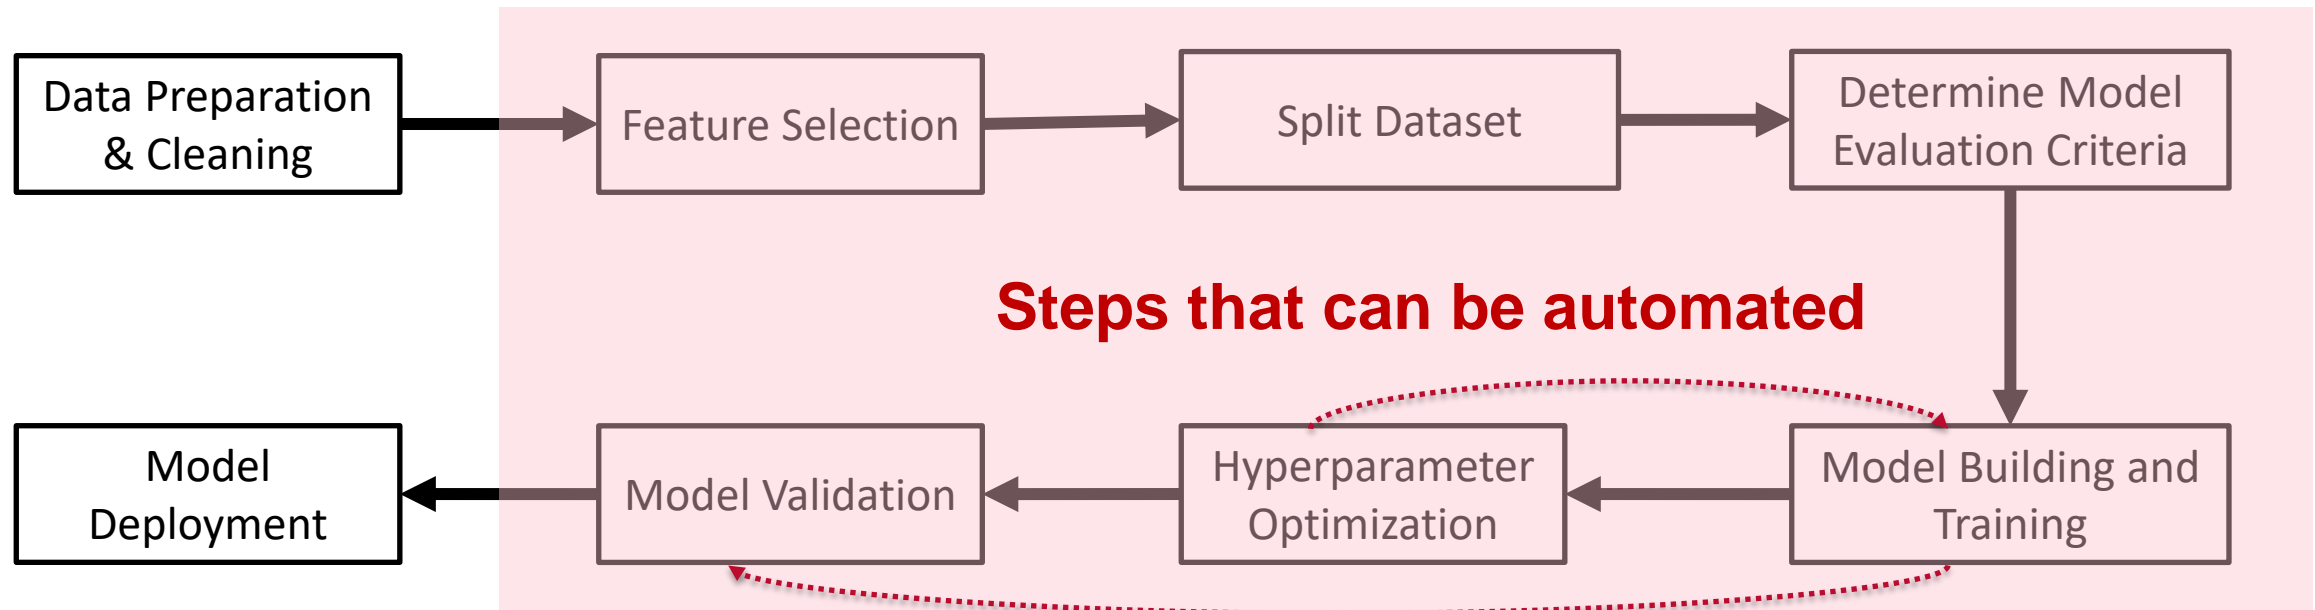 Data Preparation
& Cleaning
Feature Selection
Split Dataset
Determine Model
Evaluation Criteria
Steps that can be automated
Model
Deployment
Model Validation
Hyperparameter
Optimization
Model Building and
Training